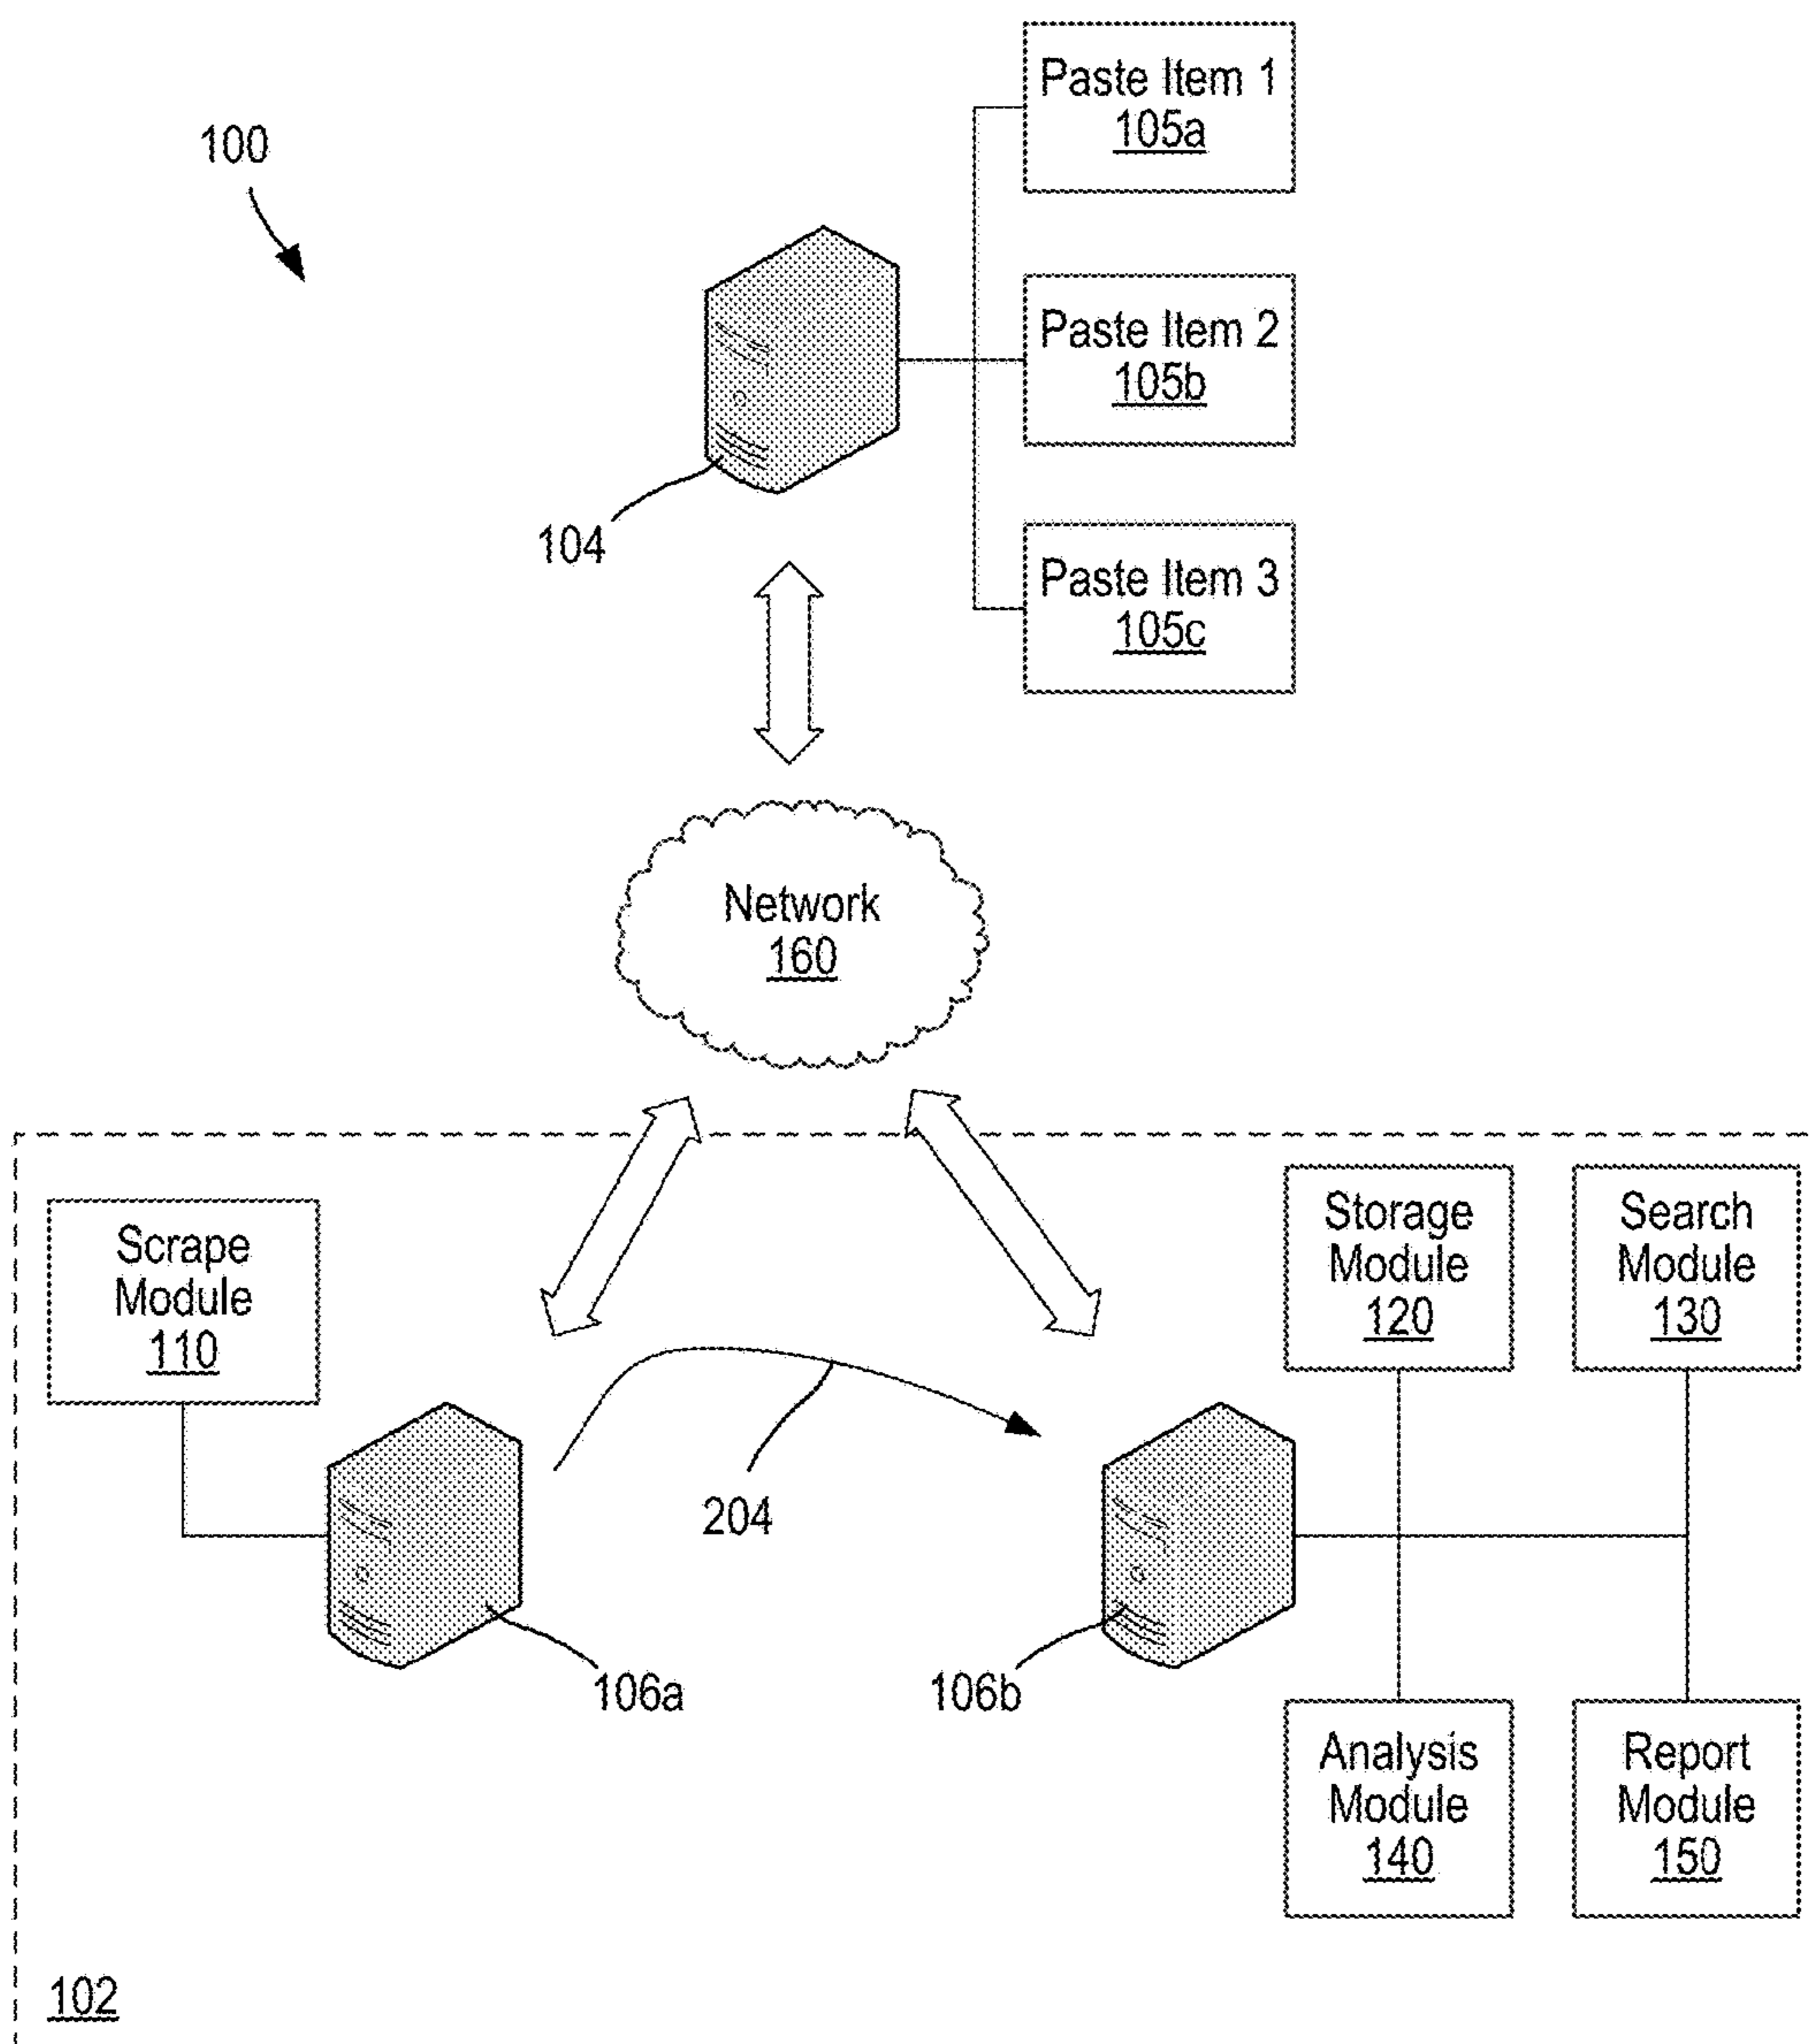 100
Paste Item 1
105a
Paste Item 2
105b
104
Paste Item 3
105c
Network
160
Scrape
Module
110
Storage
Module
120
Search
Module
130
204
106a
106b
Analysis
Module
140
Report
Module
150
102